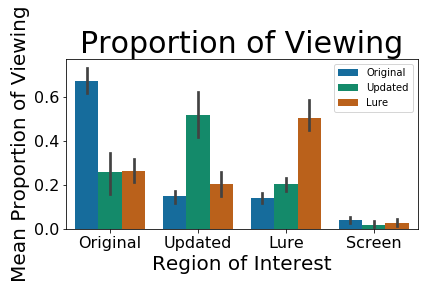 Proportion of Viewing
Mean Proportion of Viewing
0.6
0.4
0.2
0.0
Original
Updated
Lure
Original Updated Lure Screen
Region of Interest